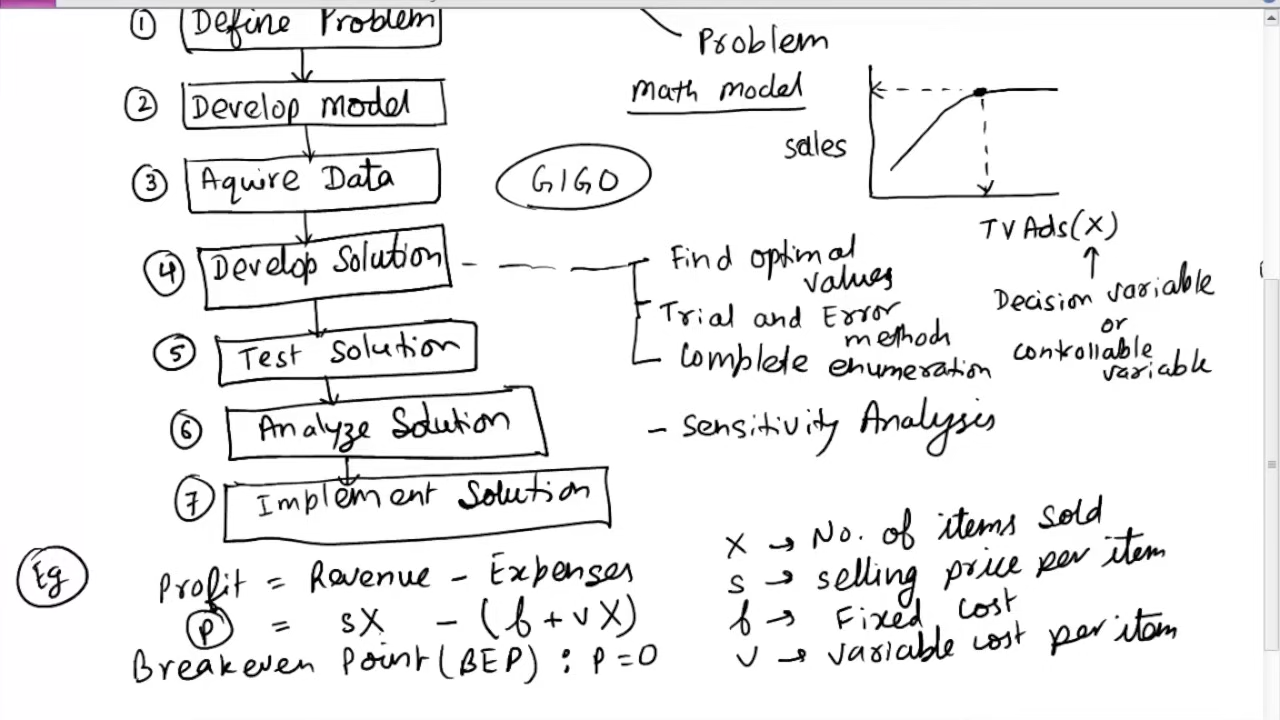 ① Define Problem
② Develop model
③ Aquire Data
④ Develop Solution
⑤ Test Solution
⑥ Analyze Solution
⑦ Implement Solution
Problem
Math model
sales
TV Ads (X)
Decision variable
or
controllable
variable
GIGO
Find optimal
values
Trial and Error
methods
Complete enumeration
- Sensitivity Analysis
Eg
Profit = Revenue - Expenses
P = sX - (f + vX)
Breakeven Point (BEP) : P = 0
X → No. of items sold
s → selling price per item
f → Fixed cost
v → variable cost per item